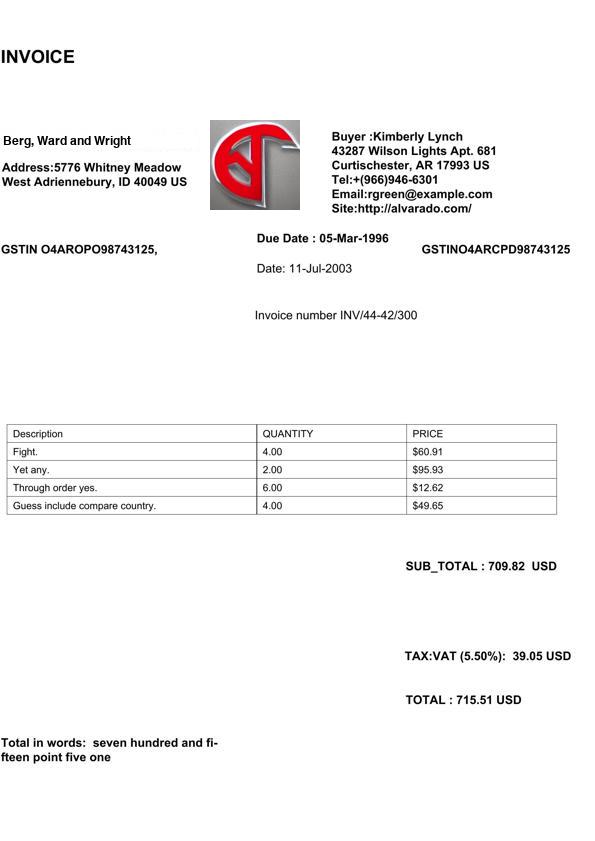 INVOICE
Berg, Ward and Wright
Address:5776 Whitney Meadow
West Adriennebury, ID 40049 US
Buyer :Kimberly Lynch
43287 Wilson Lights Apt. 681
Curtischester, AR 17993 US
Tel:+(966)946-6301
Email:rgreen@example.com
Site:http://alvarado.com/
GSTIN O4AROPO98743125,
Due Date : 05-Mar-1996
GSTINO4ARCPD98743125
Date: 11-Jul-2003
Invoice number INV/44-42/300
Description QUANTITY PRICE
Fight. 4.00 $60.91
Yet any. 2.00 $95.93
Through order yes. 6.00 $12.62
Guess include compare country. 4.00 $49.65
SUB_TOTAL : 709.82 USD
TAX:VAT (5.50%): 39.05 USD
TOTAL : 715.51 USD
Total in words: seven hundred and fi-
fteen point five one